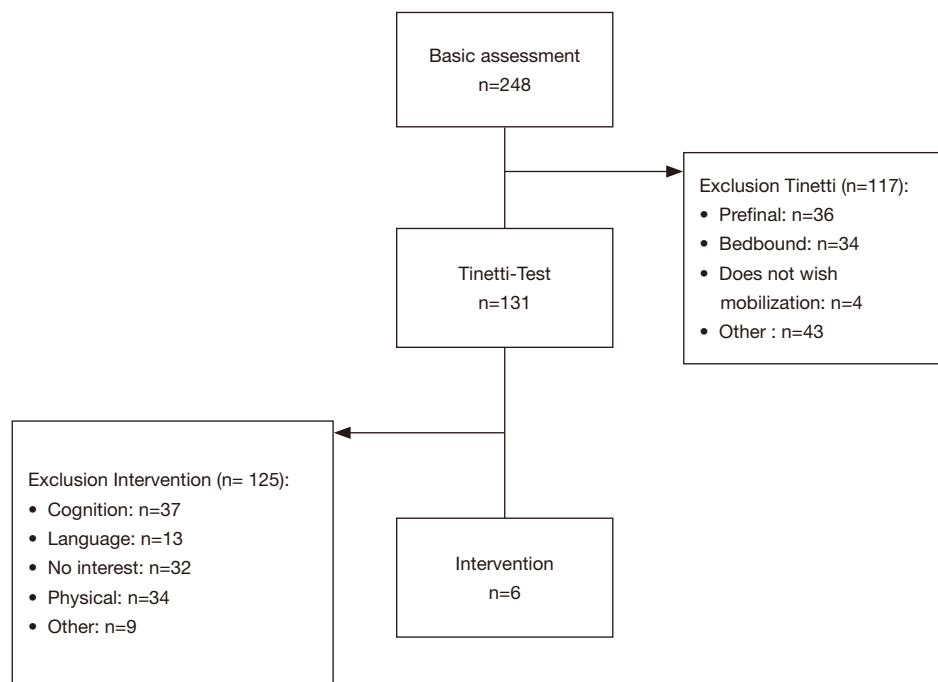 Basic assessment
n=248
Exclusion Tinetti (n=117):
• Prefinal: n=36
• Bedbound: n=34
• Does not wish
mobilization: n=4
• Other : n=43
Tinetti-Test
n=131
Exclusion Intervention (n= 125):
• Cognition: n=37
• Language: n=13
• No interest: n=32
• Physical: n=34
• Other: n=9
Intervention
n=6